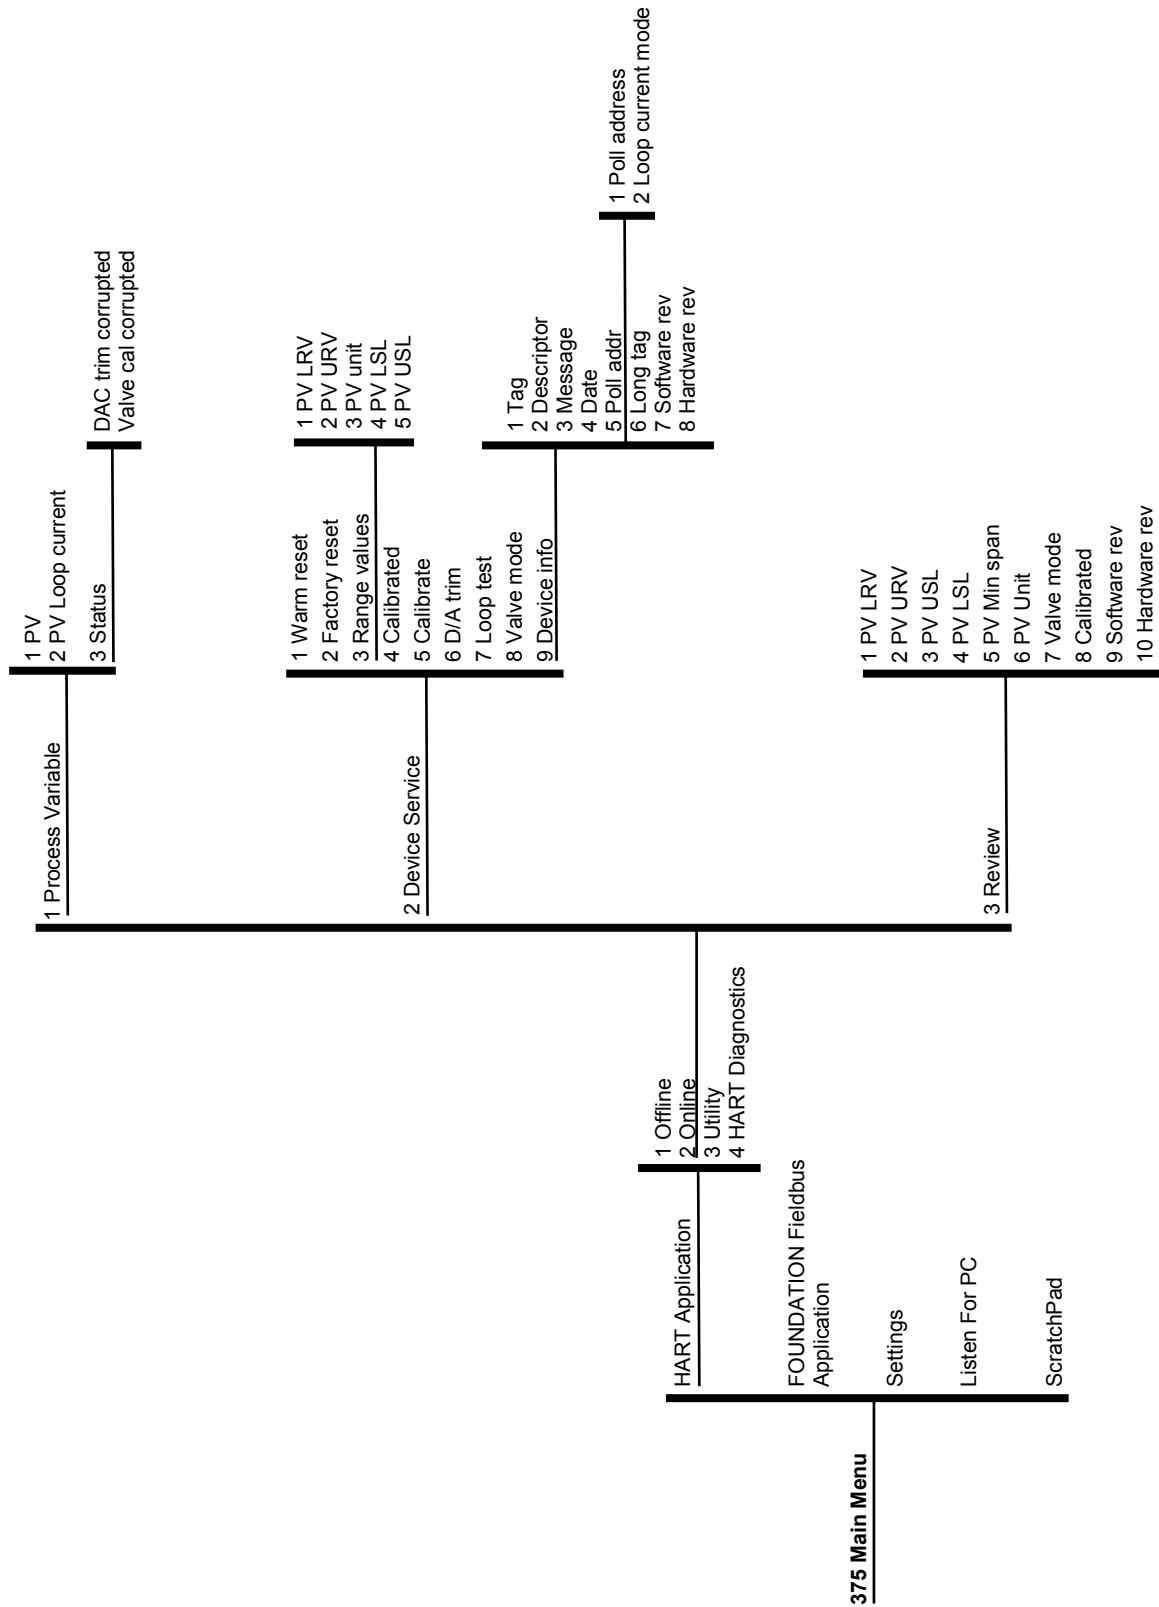 375 Main Menu
HART Application
FOUNDATION Fieldbus
Application
Settings
Listen For PC
ScratchPad
1 Offline
2 Online
3 Utility
4 HART Diagnostics
1 Process Variable
2 Device Service
3 Review
1 PV
2 PV Loop current
3 Status
DAC trim corrupted
Valve cal corrupted
1 Warm reset
2 Factory reset
3 Range values
4 Calibrated
5 Calibrate
6 D/A trim
7 Loop test
8 Valve mode
9 Device info
1 PV LRV
2 PV URV
3 PV unit
4 PV LSL
5 PV USL
1 Tag
2 Descriptor
3 Message
4 Date
5 Poll addr
6 Long tag
7 Software rev
8 Hardware rev
1 Poll address
2 Loop current mode
1 PV LRV
2 PV URV
3 PV USL
4 PV LSL
5 PV Min span
6 PV Unit
7 Valve mode
8 Calibrated
9 Software rev
10 Hardware rev